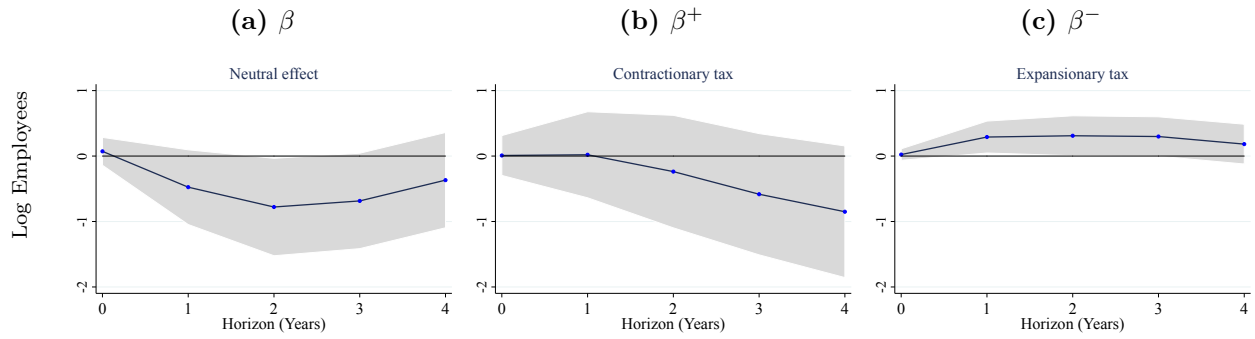 (a) β
(b) β⁺
(c) β⁻
Neutral effect
Contractionary tax
Expansionary tax
Log Employees
1
0
-1
-2
0 1 2 3 4
Horizon (Years)
1
0
-1
-2
0 1 2 3 4
Horizon (Years)
1
0
-1
-2
0 1 2 3 4
Horizon (Years)